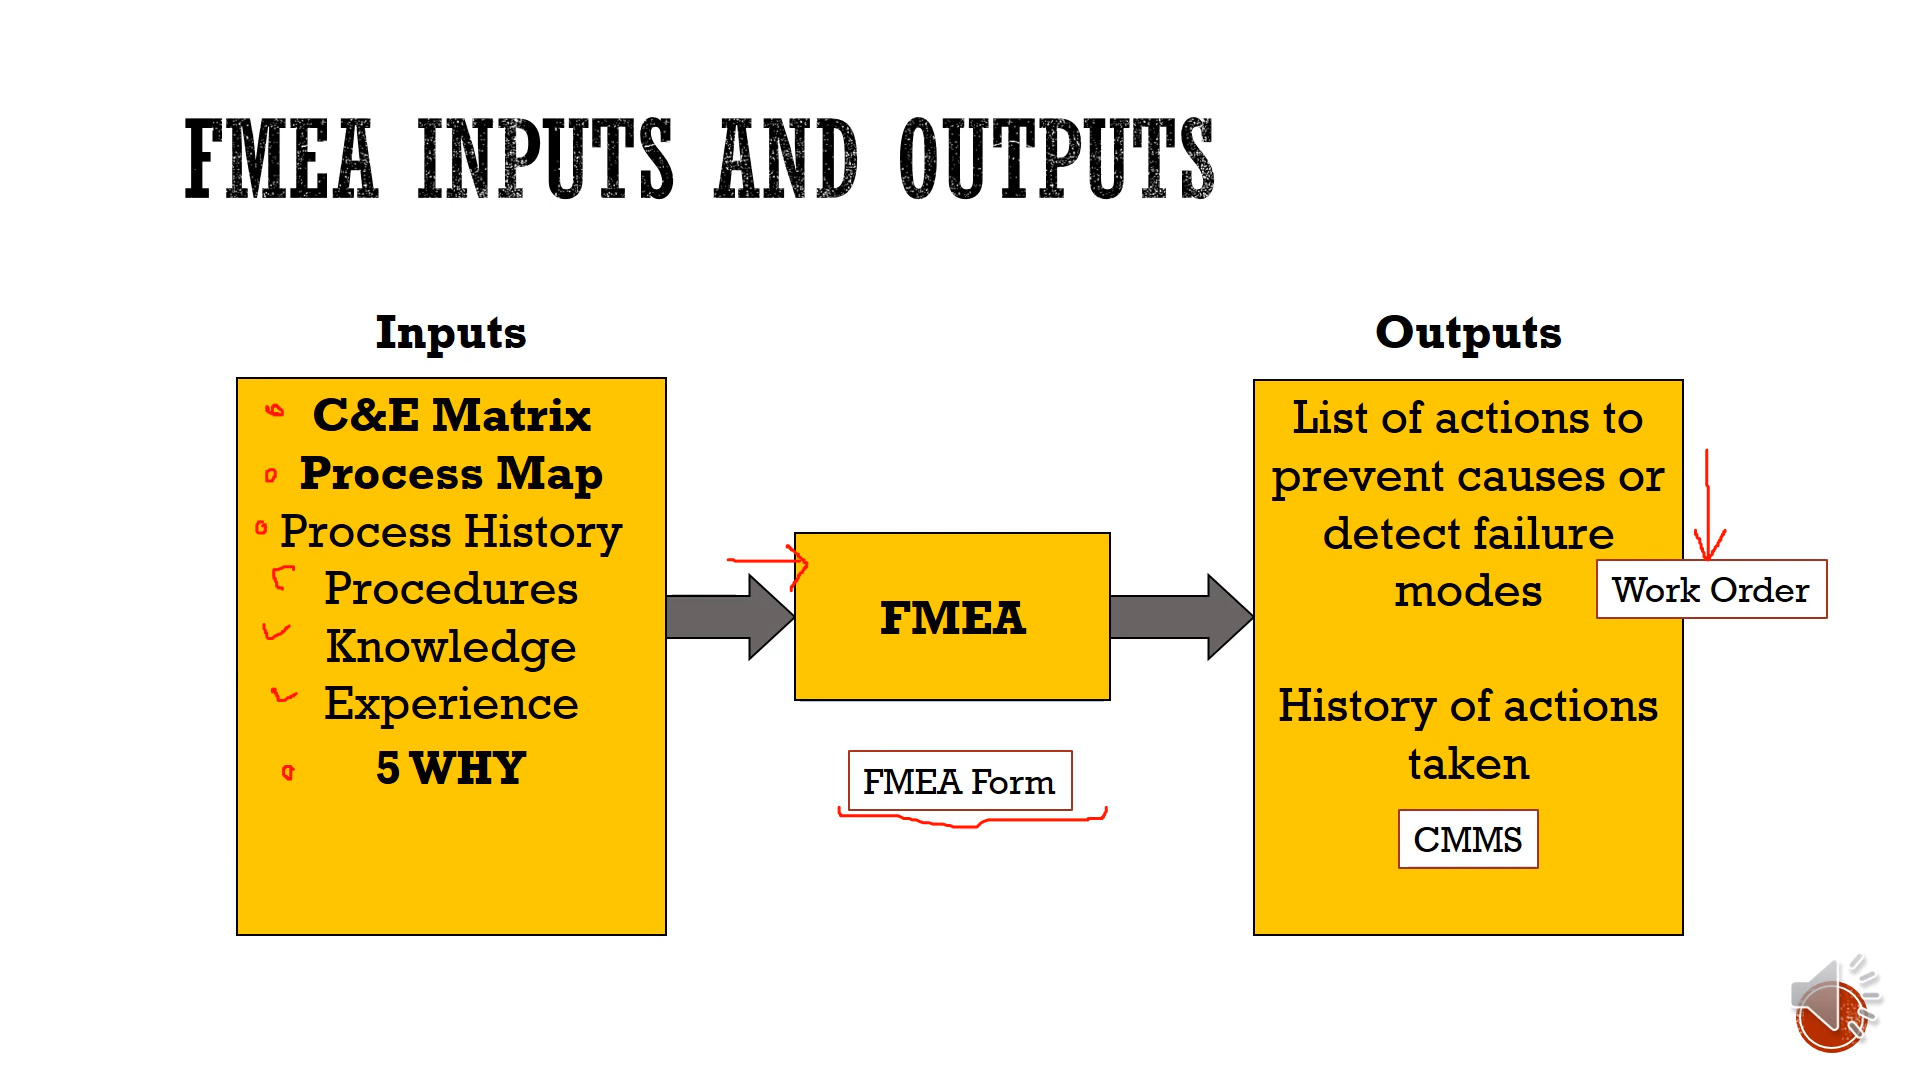 FMEA INPUTS AND OUTPUTS
Inputs
C&E Matrix
Process Map
Process History
Procedures
Knowledge
Experience
5 WHY
FMEA
FMEA Form
Outputs
List of actions to
prevent causes or
detect failure
modes
Work Order
History of actions
taken
CMMS